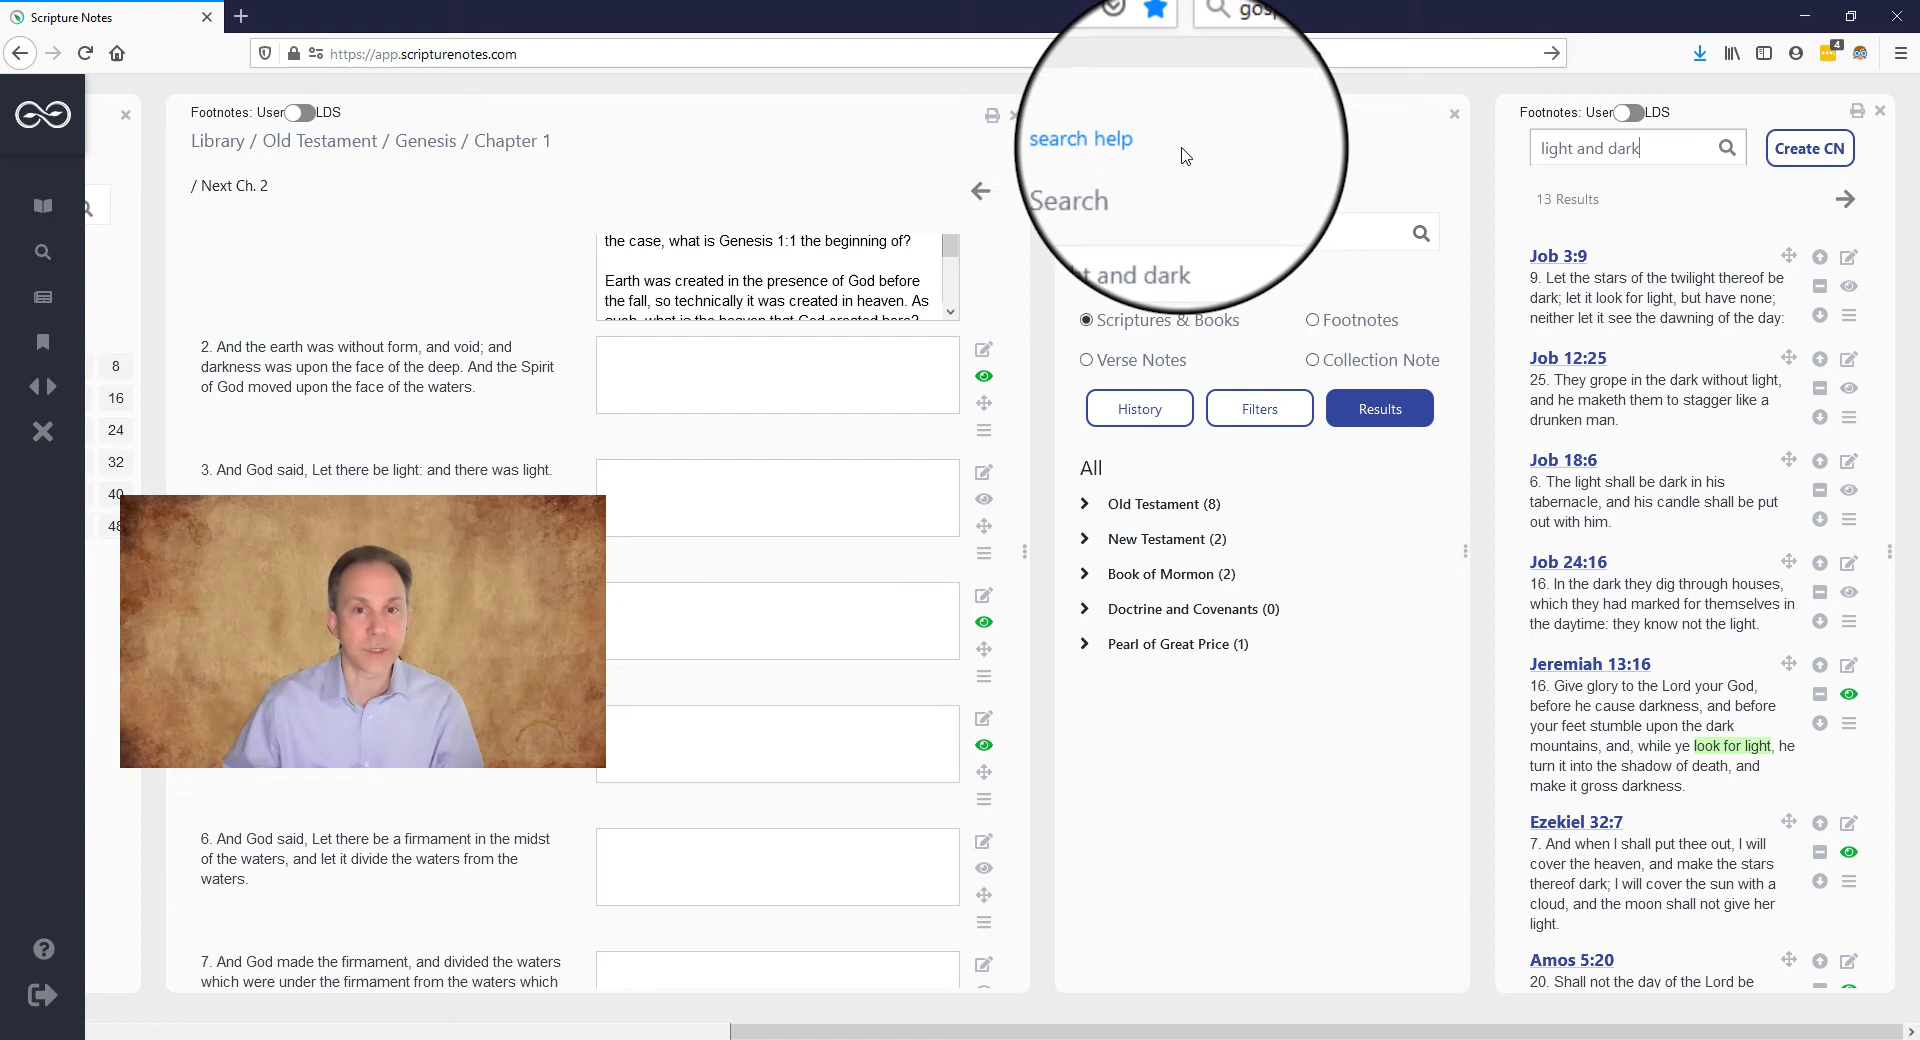 Scripture Notes
https://app.scripturenotes.com
4
8
16
24
32
40
48
Footnotes: User LDS
Library / Old Testament / Genesis / Chapter 1
/ Next Ch. 2
the case, what is Genesis 1:1 the beginning of?
Earth was created in the presence of God before
the fall, so technically it was created in heaven. As
such, what is the heaven that God created here?
2. And the earth was without form, and void; and
darkness was upon the face of the deep. And the Spirit
of God moved upon the face of the waters.
3. And God said, Let there be light: and there was light.
6. And God said, Let there be a firmament in the midst
of the waters, and let it divide the waters from the
waters.
7. And God made the firmament, and divided the waters
which were under the firmament from the waters which
search help
Search
and dark
Scriptures & Books
Footnotes
Verse Notes
Collection Note
History
Filters
Results
All
Old Testament (8)
New Testament (2)
Book of Mormon (2)
Doctrine and Covenants (0)
Pearl of Great Price (1)
Footnotes: User LDS
light and dark
Create CN
13 Results
Job 3:9
9. Let the stars of the twilight thereof be
dark; let it look for light, but have none;
neither let it see the dawning of the day:
Job 12:25
25. They grope in the dark without light,
and he maketh them to stagger like a
drunken man.
Job 18:6
6. The light shall be dark in his
tabernacle, and his candle shall be put
out with him.
Job 24:16
16. In the dark they dig through houses,
which they had marked for themselves in
the daytime: they know not the light.
Jeremiah 13:16
16. Give glory to the Lord your God,
before he cause darkness, and before
your feet stumble upon the dark
mountains, and, while ye look for light, he
turn it into the shadow of death, and
make it gross darkness.
Ezekiel 32:7
7. And when I shall put thee out, I will
cover the heaven, and make the stars
thereof dark; I will cover the sun with a
cloud, and the moon shall not give her
light.
Amos 5:20
20. Shall not the day of the Lord be